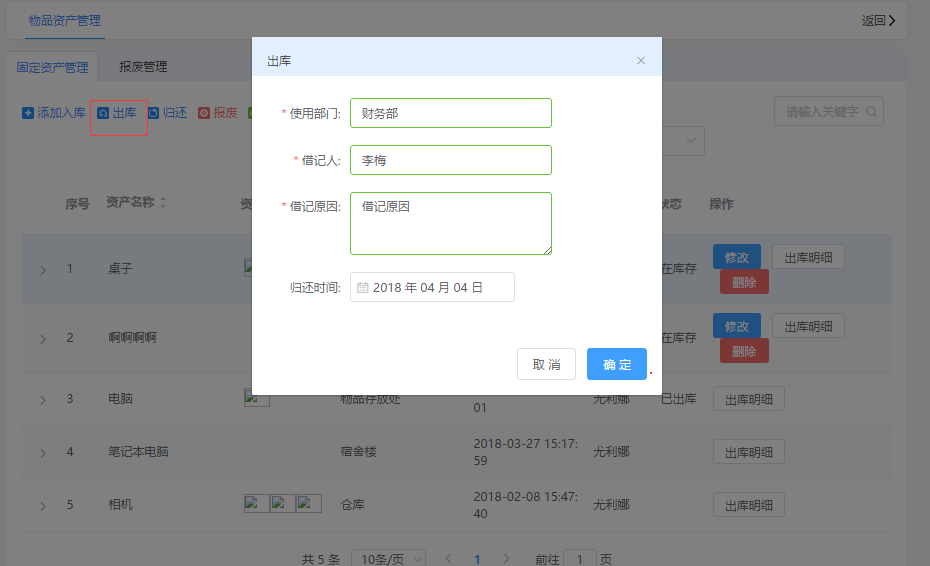 物品资产管理
返回
固定资产管理 报废管理
添加入库 出库 归还 报废
请输入关键字
出库
* 使用部门: 财务部
* 借记人: 李梅
* 借记原因: 借记原因
归还时间: 2018 年 04 月 04 日
取 消 确 定
序号 资产名称 操作
1 桌子 在库存 修改 出库明细
删除
2 啊啊啊啊 在库存 修改 出库明细
删除
3 电脑 物品存放处 01 尤利娜 已出库 出库明细
4 笔记本电脑 宿舍楼 2018-03-27 15:17:
59 尤利娜 出库明细
5 相机 仓库 2018-02-08 15:47:
40 尤利娜 出库明细
共 5 条 10条/页 1 前往 1 页